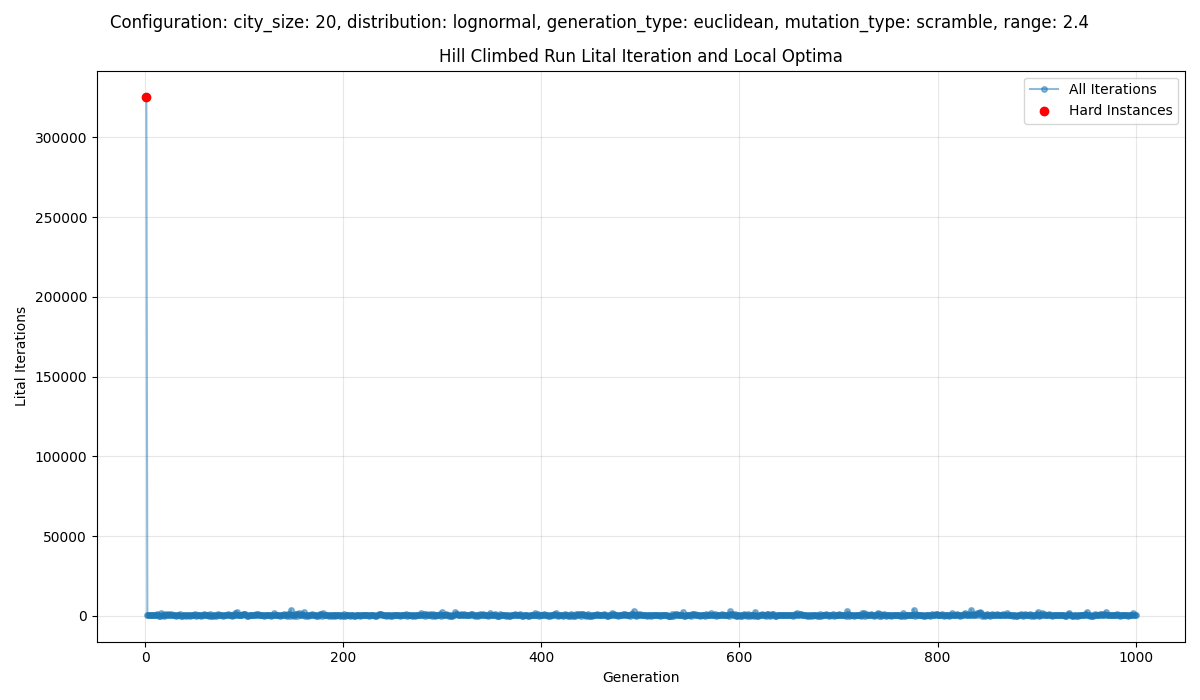 Configuration: city_size: 20, distribution: lognormal, generation_type: euclidean, mutation_type: scramble, range: 2.4
Hill Climbed Run Lital Iteration and Local Optima
All Iterations
Hard Instances
Lital Iterations
300000
250000
200000
150000
100000
50000
0
0 200 400 600 800 1000
Generation